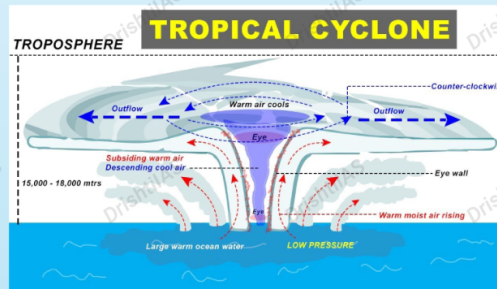 TROPICAL CYCLONE
TROPOSPHERE
Counter-clockwi
Warm air cools
Outflow
Outflow
Eye
Subsiding warm air
Descending cool air
Eye wall
15,000 - 18,000 mtrs
Eye
Warm moist air rising
Large warm ocean water
LOW PRESSURE
DrishtiIAS